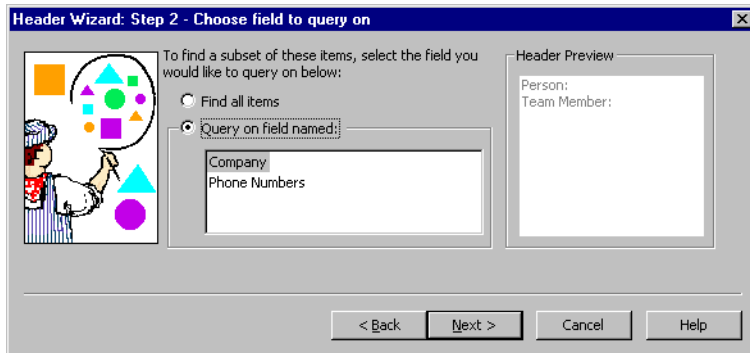 Header Wizard: Step 2 - Choose field to query on
To find a subset of these items, select the field you
would like to query on below:
Find all items
Query on field named:
Company
Phone Numbers
Header Preview
Person:
Team Member:
< Back
Next >
Cancel
Help